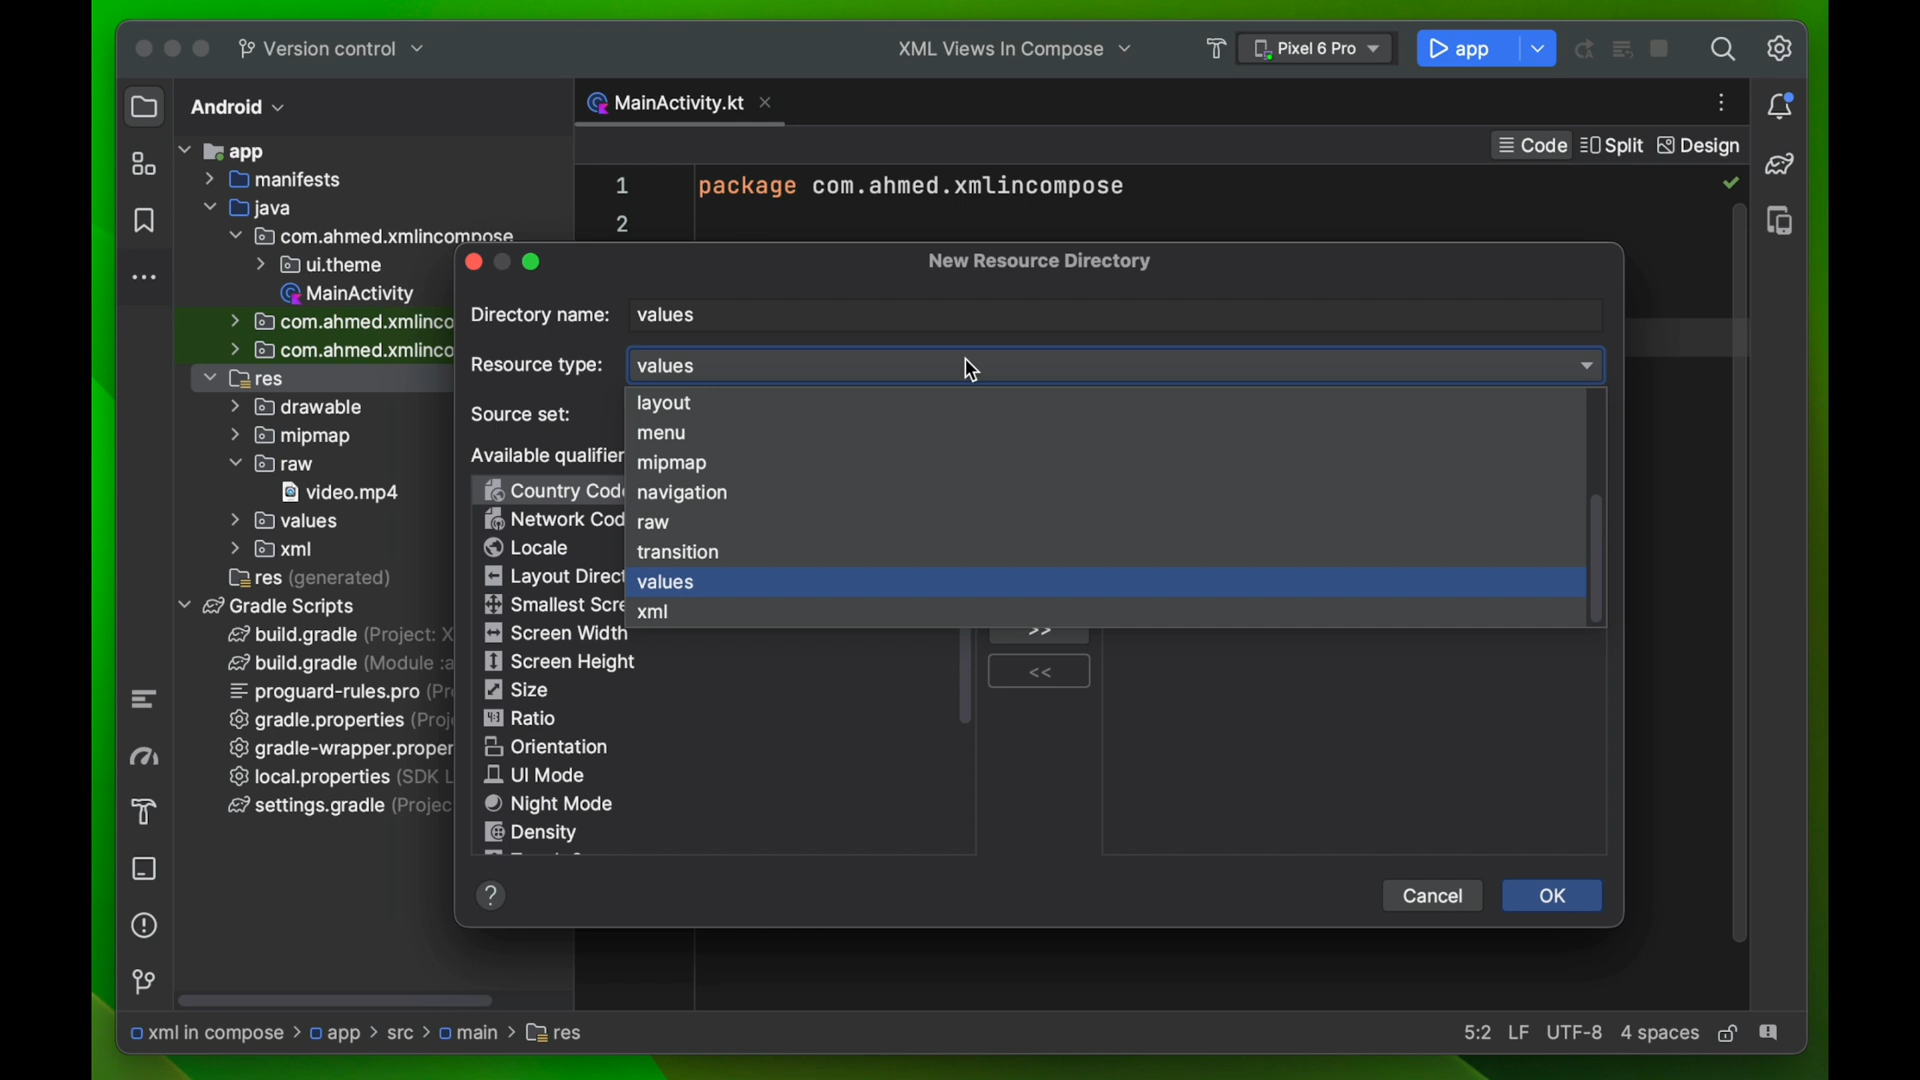 Version control
XML Views In Compose
Pixel 6 Pro
app
Android
MainActivity.kt
Code
Split
Design
app
manifests
java
com.ahmed.xmlincompose
ui.theme
MainActivity
com.ahmed.xmlinco
com.ahmed.xmlinco
res
drawable
mipmap
raw
video.mp4
values
xml
res (generated)
Gradle Scripts
build.gradle (Project: X
build.gradle (Module :a
proguard-rules.pro (Pr
gradle.properties (Proj
gradle-wrapper.proper
local.properties (SDK L
settings.gradle (Projec
1 package com.ahmed.xmlincompose
2
New Resource Directory
Directory name: values
Resource type: values
Source set:
layout
menu
mipmap
navigation
raw
transition
values
xml
Available qualifier
Country Code
Network Cod
Locale
Layout Direct
Smallest Scre
Screen Width
Screen Height
Size
Ratio
Orientation
UI Mode
Night Mode
Density
>>
<<
?
Cancel
OK
xml in compose > app > src > main > res
5:2 LF UTF-8 4 spaces